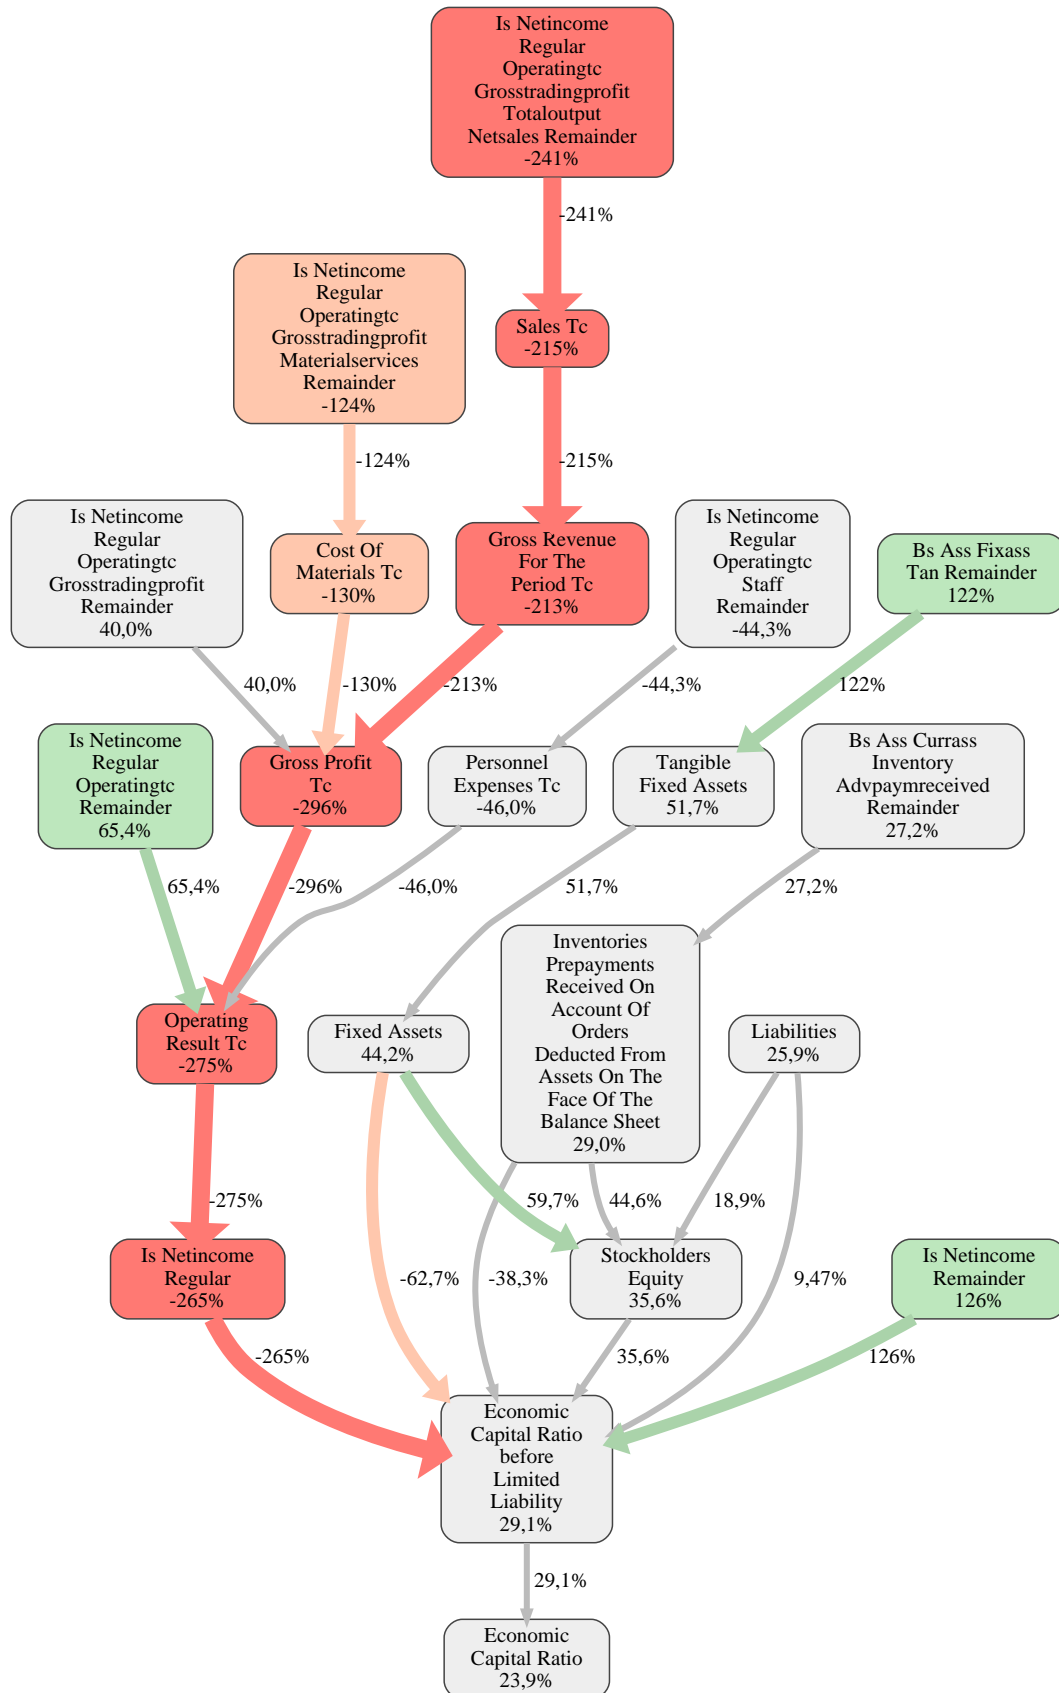 Is Netincome
Regular
Operatingtc
Grosstradingprofit
Totaloutput
Netsales Remainder
-241%
-241%
Is Netincome
Regular
Operatingtc
Grosstradingprofit
Materialservices
Remainder
-124%
Sales Tc
-215%
-124%
-215%
Is Netincome
Regular
Operatingtc
Grosstradingprofit
Remainder
40,0%
Cost Of
Materials Tc
-130%
Gross Revenue
For The
Period Tc
-213%
Is Netincome
Regular
Operatingtc
Staff
Remainder
-44,3%
Bs Ass Fixass
Tan Remainder
122%
40,0%
-130%
-213%
-44,3%
122%
Is Netincome
Regular
Operatingtc
Remainder
65,4%
Gross Profit
Tc
-296%
Personnel
Expenses Tc
-46,0%
Tangible
Fixed Assets
51,7%
Bs Ass Currass
Inventory
Advpaymreceived
Remainder
27,2%
65,4%
-296%
-46,0%
51,7%
27,2%
Operating
Result Tc
-275%
Fixed Assets
44,2%
Inventories
Prepayments
Received On
Account Of
Orders
Deducted From
Assets On The
Face Of The
Balance Sheet
29,0%
Liabilities
25,9%
-275%
59,7%
44,6%
18,9%
Is Netincome
Regular
-265%
-62,7%
-38,3%
Stockholders
Equity
35,6%
9,47%
Is Netincome
Remainder
126%
-265%
35,6%
126%
Economic
Capital Ratio
before
Limited
Liability
29,1%
29,1%
Economic
Capital Ratio
23,9%